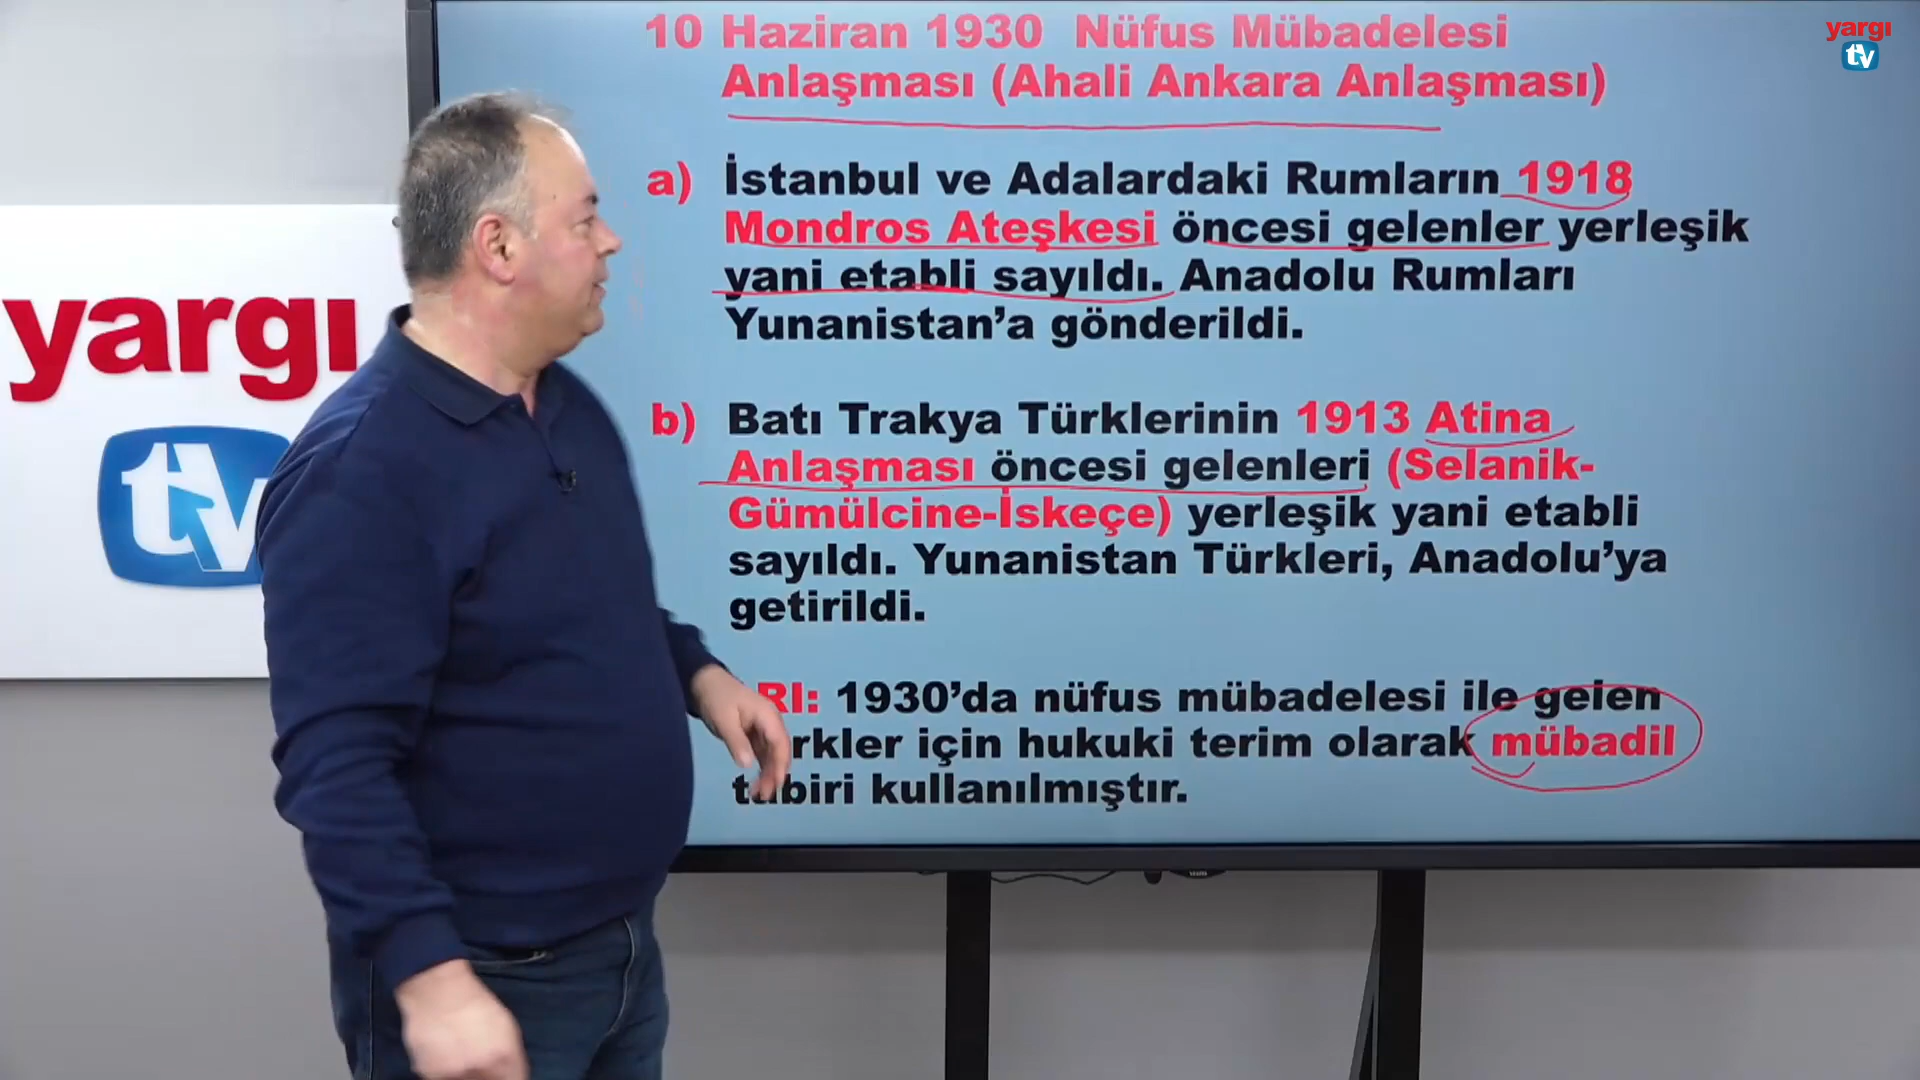 10 Haziran 1930 Nüfus Mübadelesi
Anlaşması (Ahali Ankara Anlaşması)
a) İstanbul ve Adalardaki Rumların 1918
Mondros Ateşkesi öncesi gelenler yerleşik
yani etabli sayıldı. Anadolu Rumları
Yunanistan’a gönderildi.
b) Batı Trakya Türklerinin 1913 Atina
Anlaşması öncesi gelenleri (Selanik-
Gümülcine-İskeçe) yerleşik yani etabli
sayıldı. Yunanistan Türkleri, Anadolu’ya
getirildi.
RI: 1930’da nüfus mübadelesi ile gelen
rkler için hukuki terim olarak mübadil
tabiri kullanılmıştır.
yargı
tv
yargı
tv